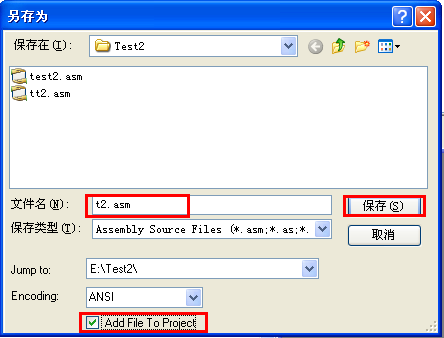 另存为
保存在(I): Test2
test2.asm
tt2.asm
文件名(N): t2.asm 保存(S)
保存类型(T): Assembly Source Files (*.asm;*.as;*. 取消
Jump to: E:\Test2\
Encoding: ANSI
Add File To Project